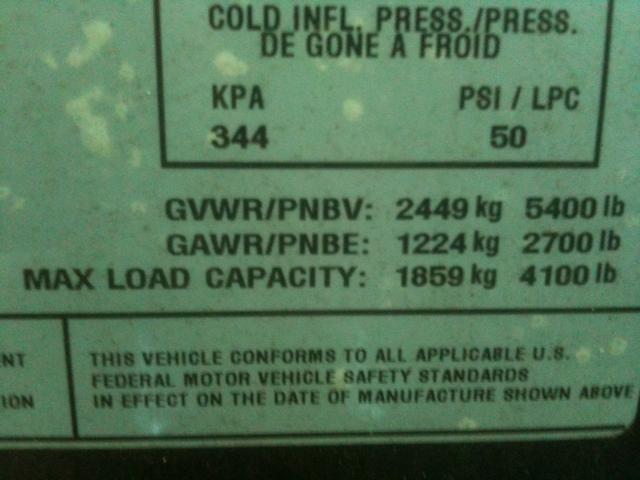 COLD INFL. PRESS./PRESS.
DE GONE A FROID
KPA PSI / LPC
344 50
GVWR/PNBV: 2449 kg 5400 lb
GAWR/PNBE: 1224 kg 2700 lb
MAX LOAD CAPACITY: 1859 kg 4100 lb
ENT THIS VEHICLE CONFORMS TO ALL APPLICABLE U.S.
FEDERAL MOTOR VEHICLE SAFETY STANDARDS
ION IN EFFECT ON THE DATE OF MANUFACTURE SHOWN ABOVE